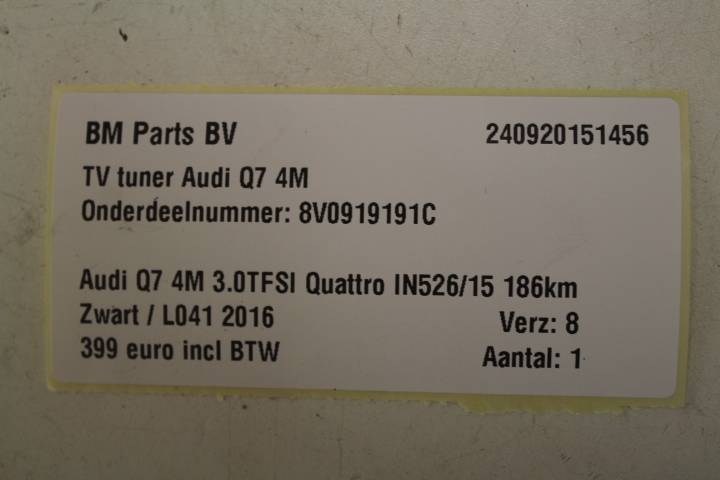 BM Parts BV 240920151456
TV tuner Audi Q7 4M
Onderdeelnummer: 8V0919191C
Audi Q7 4M 3.0TFSI Quattro IN526/15 186km
Zwart / L041 2016 Verz: 8
399 euro incl BTW Aantal: 1